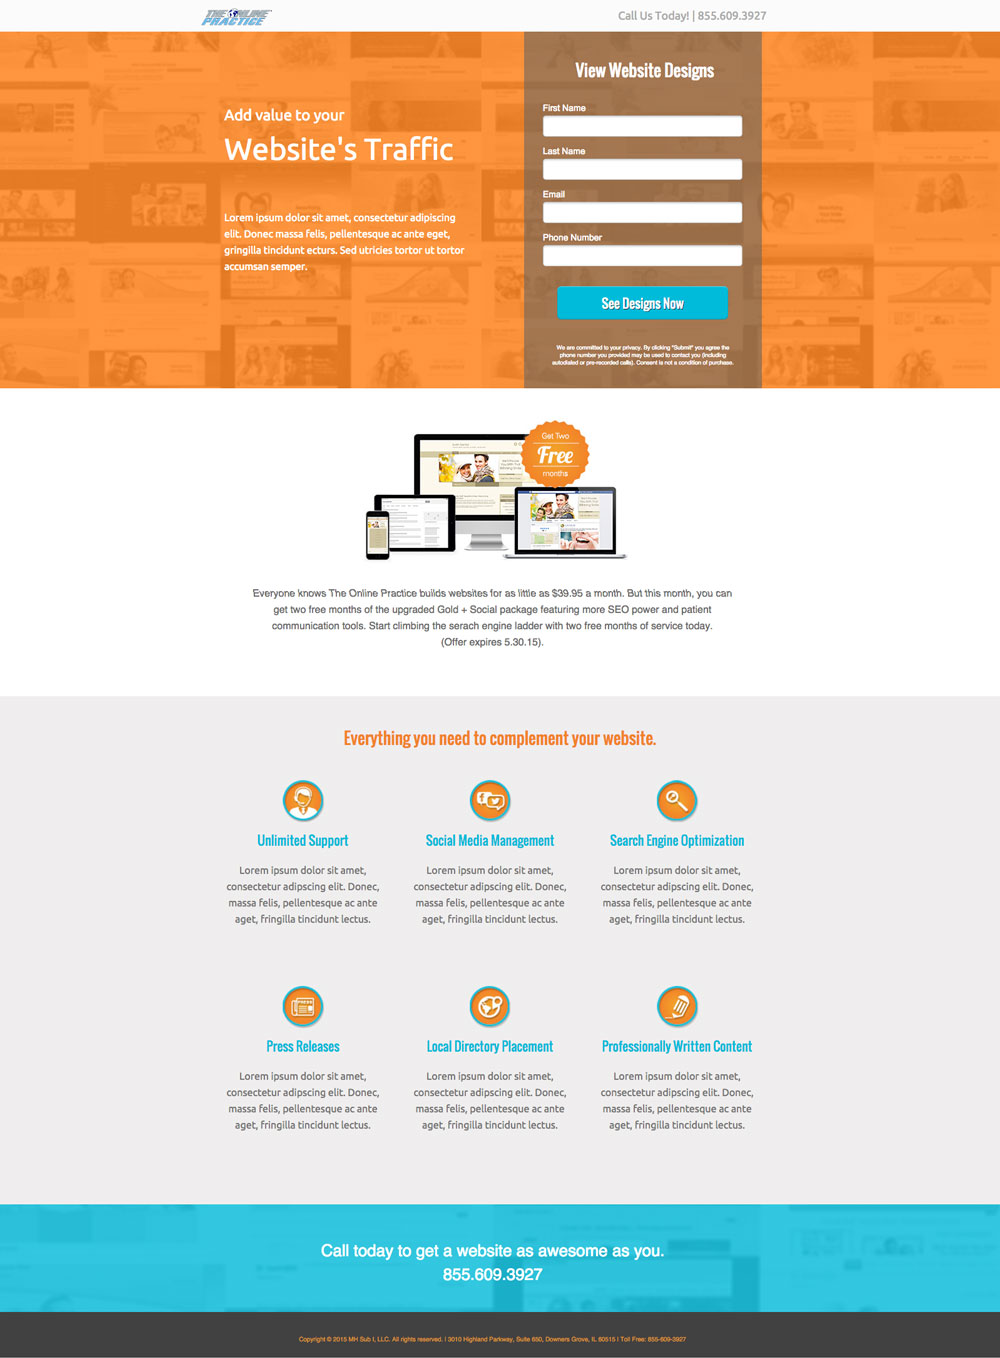 THE ONLINE
PRACTICE
Call Us Today! | 855.609.3927
Add value to your
Website's Traffic
Lorem ipsum dolor sit amet, consectetur adipiscing
elit. Donec massa felis, pellentesque ac ante eget,
gringilla tincidunt ecturs. Sed utricies tortor ut tortor
accumsan semper.
View Website Designs
First Name
Last Name
Email
Phone Number
See Designs Now
We are committed to your privacy. By clicking "Submit" you agree the
phone number you provided may be used to contact you (including
autodialed or pre-recorded calls). Consent is not a condition of purchase.
Get Two
Free
months
Everyone knows The Online Practice builds websites for as little as $39.95 a month. But this month, you can
get two free months of the upgraded Gold + Social package featuring more SEO power and patient
communication tools. Start climbing the serach engine ladder with two free months of service today.
(Offer expires 5.30.15).
Everything you need to complement your website.
Unlimited Support
Lorem ipsum dolor sit amet,
consectetur adipscing elit. Donec,
massa felis, pellentesque ac ante
aget, fringilla tincidunt lectus.
Social Media Management
Lorem ipsum dolor sit amet,
consectetur adipscing elit. Donec,
massa felis, pellentesque ac ante
aget, fringilla tincidunt lectus.
Search Engine Optimization
Lorem ipsum dolor sit amet,
consectetur adipscing elit. Donec,
massa felis, pellentesque ac ante
aget, fringilla tincidunt lectus.
Press Releases
Lorem ipsum dolor sit amet,
consectetur adipscing elit. Donec,
massa felis, pellentesque ac ante
aget, fringilla tincidunt lectus.
Local Directory Placement
Lorem ipsum dolor sit amet,
consectetur adipscing elit. Donec,
massa felis, pellentesque ac ante
aget, fringilla tincidunt lectus.
Professionally Written Content
Lorem ipsum dolor sit amet,
consectetur adipscing elit. Donec,
massa felis, pellentesque ac ante
aget, fringilla tincidunt lectus.
Call today to get a website as awesome as you.
855.609.3927
Copyright © 2015 MH Sub I, LLC. All rights reserved. | 3010 Highland Parkway, Suite 650, Downers Grove, IL 60515 | Toll Free: 855-609-3927